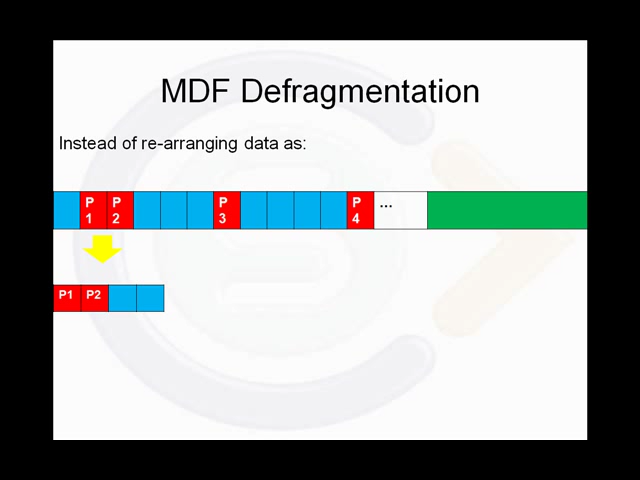 MDF Defragmentation
Instead of re-arranging data as:
P P P P ...
1 2 3 4
P1 P2